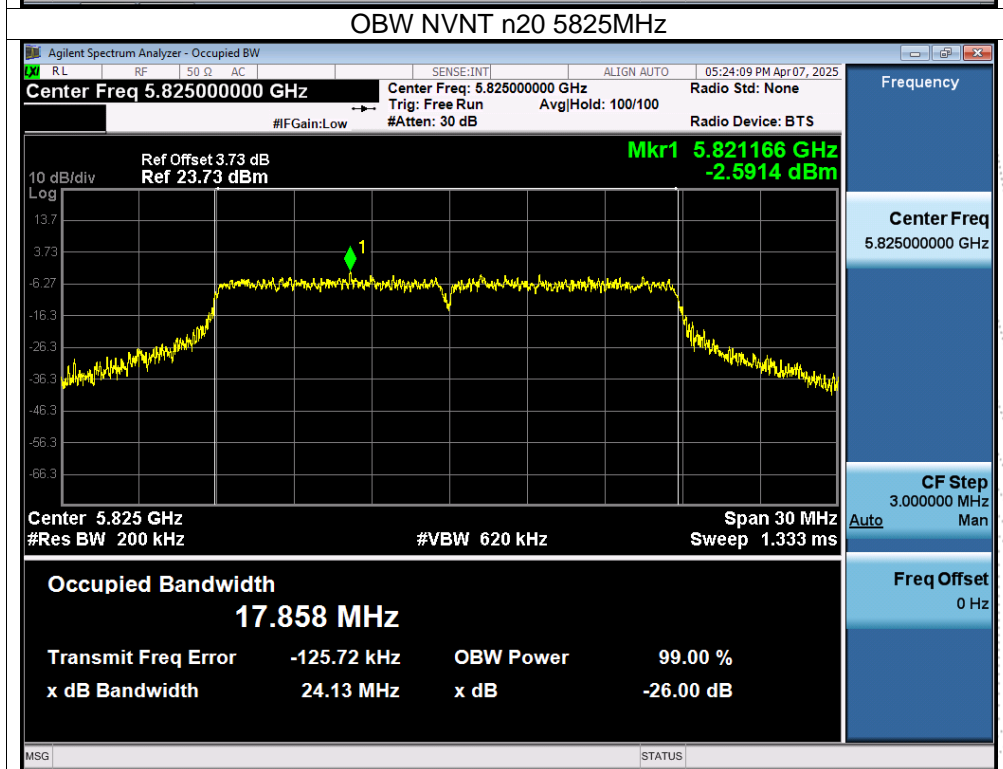 OBW NVNT n20 5825MHz
Agilent Spectrum Analyzer - Occupied BW
LXI RL RF 50 Ω AC SENSE:INT ALIGN AUTO 05:24:09 PM Apr 07, 2025
Center Freq 5.825000000 GHz
Center Freq: 5.825000000 GHz
Radio Std: None
Trig: Free Run Avg|Hold: 100/100
#IFGain:Low #Atten: 30 dB Radio Device: BTS
Mkr1 5.821166 GHz
-2.5914 dBm
Ref Offset 3.73 dB
10 dB/div Ref 23.73 dBm
Log
13.7
3.73
-6.27
-16.3
-26.3
-36.3
-46.3
-56.3
-66.3
1
Center 5.825 GHz Span 30 MHz
#Res BW 200 kHz #VBW 620 kHz Sweep 1.333 ms
Occupied Bandwidth
17.858 MHz
Transmit Freq Error -125.72 kHz OBW Power 99.00 %
x dB Bandwidth 24.13 MHz x dB -26.00 dB
Frequency
Center Freq
5.825000000 GHz
CF Step
3.000000 MHz
Auto Man
Freq Offset
0 Hz
MSG STATUS